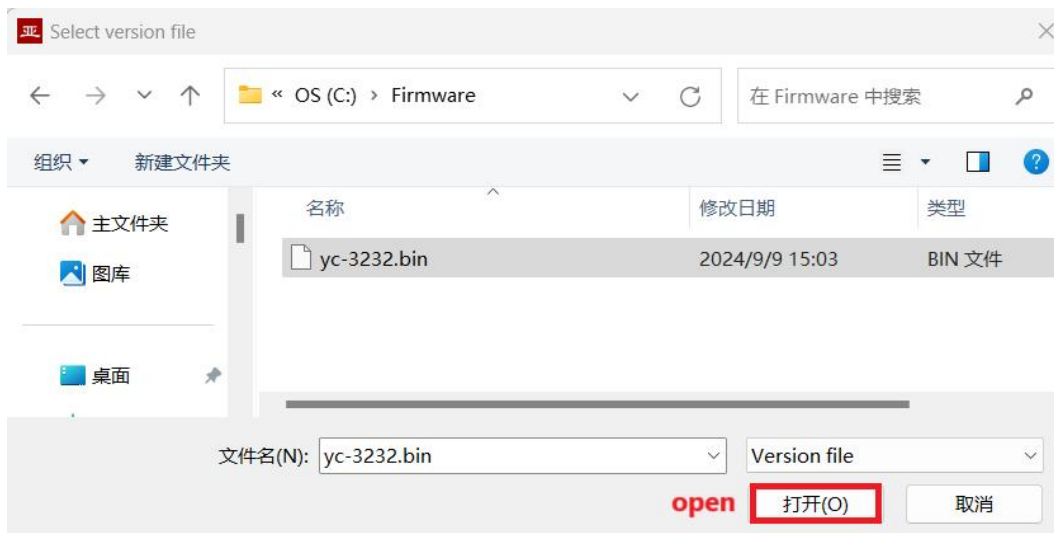 亚 Select version file
« OS (C:) › Firmware
在 Firmware 中搜索
组织 新建文件夹
名称 修改日期 类型
主文件夹
yc-3232.bin 2024/9/9 15:03 BIN 文件
图库
桌面
文件名(N): yc-3232.bin Version file
open 打开(O) 取消